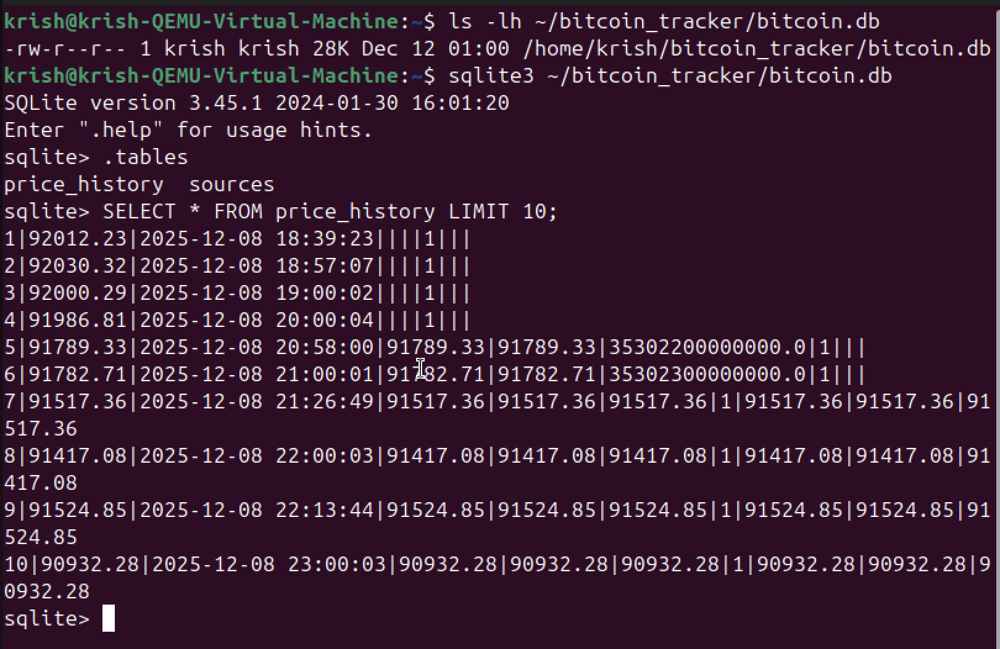 krish@krish-QEMU-Virtual-Machine:~$ ls -lh ~/bitcoin_tracker/bitcoin.db
-rw-r--r-- 1 krish krish 28K Dec 12 01:00 /home/krish/bitcoin_tracker/bitcoin.db
krish@krish-QEMU-Virtual-Machine:~$ sqlite3 ~/bitcoin_tracker/bitcoin.db
SQLite version 3.45.1 2024-01-30 16:01:20
Enter ".help" for usage hints.
sqlite> .tables
price_history  sources
sqlite> SELECT * FROM price_history LIMIT 10;
1|92012.23|2025-12-08 18:39:23||||1|||
2|92030.32|2025-12-08 18:57:07||||1|||
3|92000.29|2025-12-08 19:00:02||||1|||
4|91986.81|2025-12-08 20:00:04||||1|||
5|91789.33|2025-12-08 20:58:00|91789.33|91789.33|35302200000000.0|1|||
6|91782.71|2025-12-08 21:00:01|91782.71|91782.71|35302300000000.0|1|||
7|91517.36|2025-12-08 21:26:49|91517.36|91517.36|91517.36|1|91517.36|91517.36|91
517.36
8|91417.08|2025-12-08 22:00:03|91417.08|91417.08|91417.08|1|91417.08|91417.08|91
417.08
9|91524.85|2025-12-08 22:13:44|91524.85|91524.85|91524.85|1|91524.85|91524.85|91
524.85
10|90932.28|2025-12-08 23:00:03|90932.28|90932.28|90932.28|1|90932.28|90932.28|9
0932.28
sqlite>